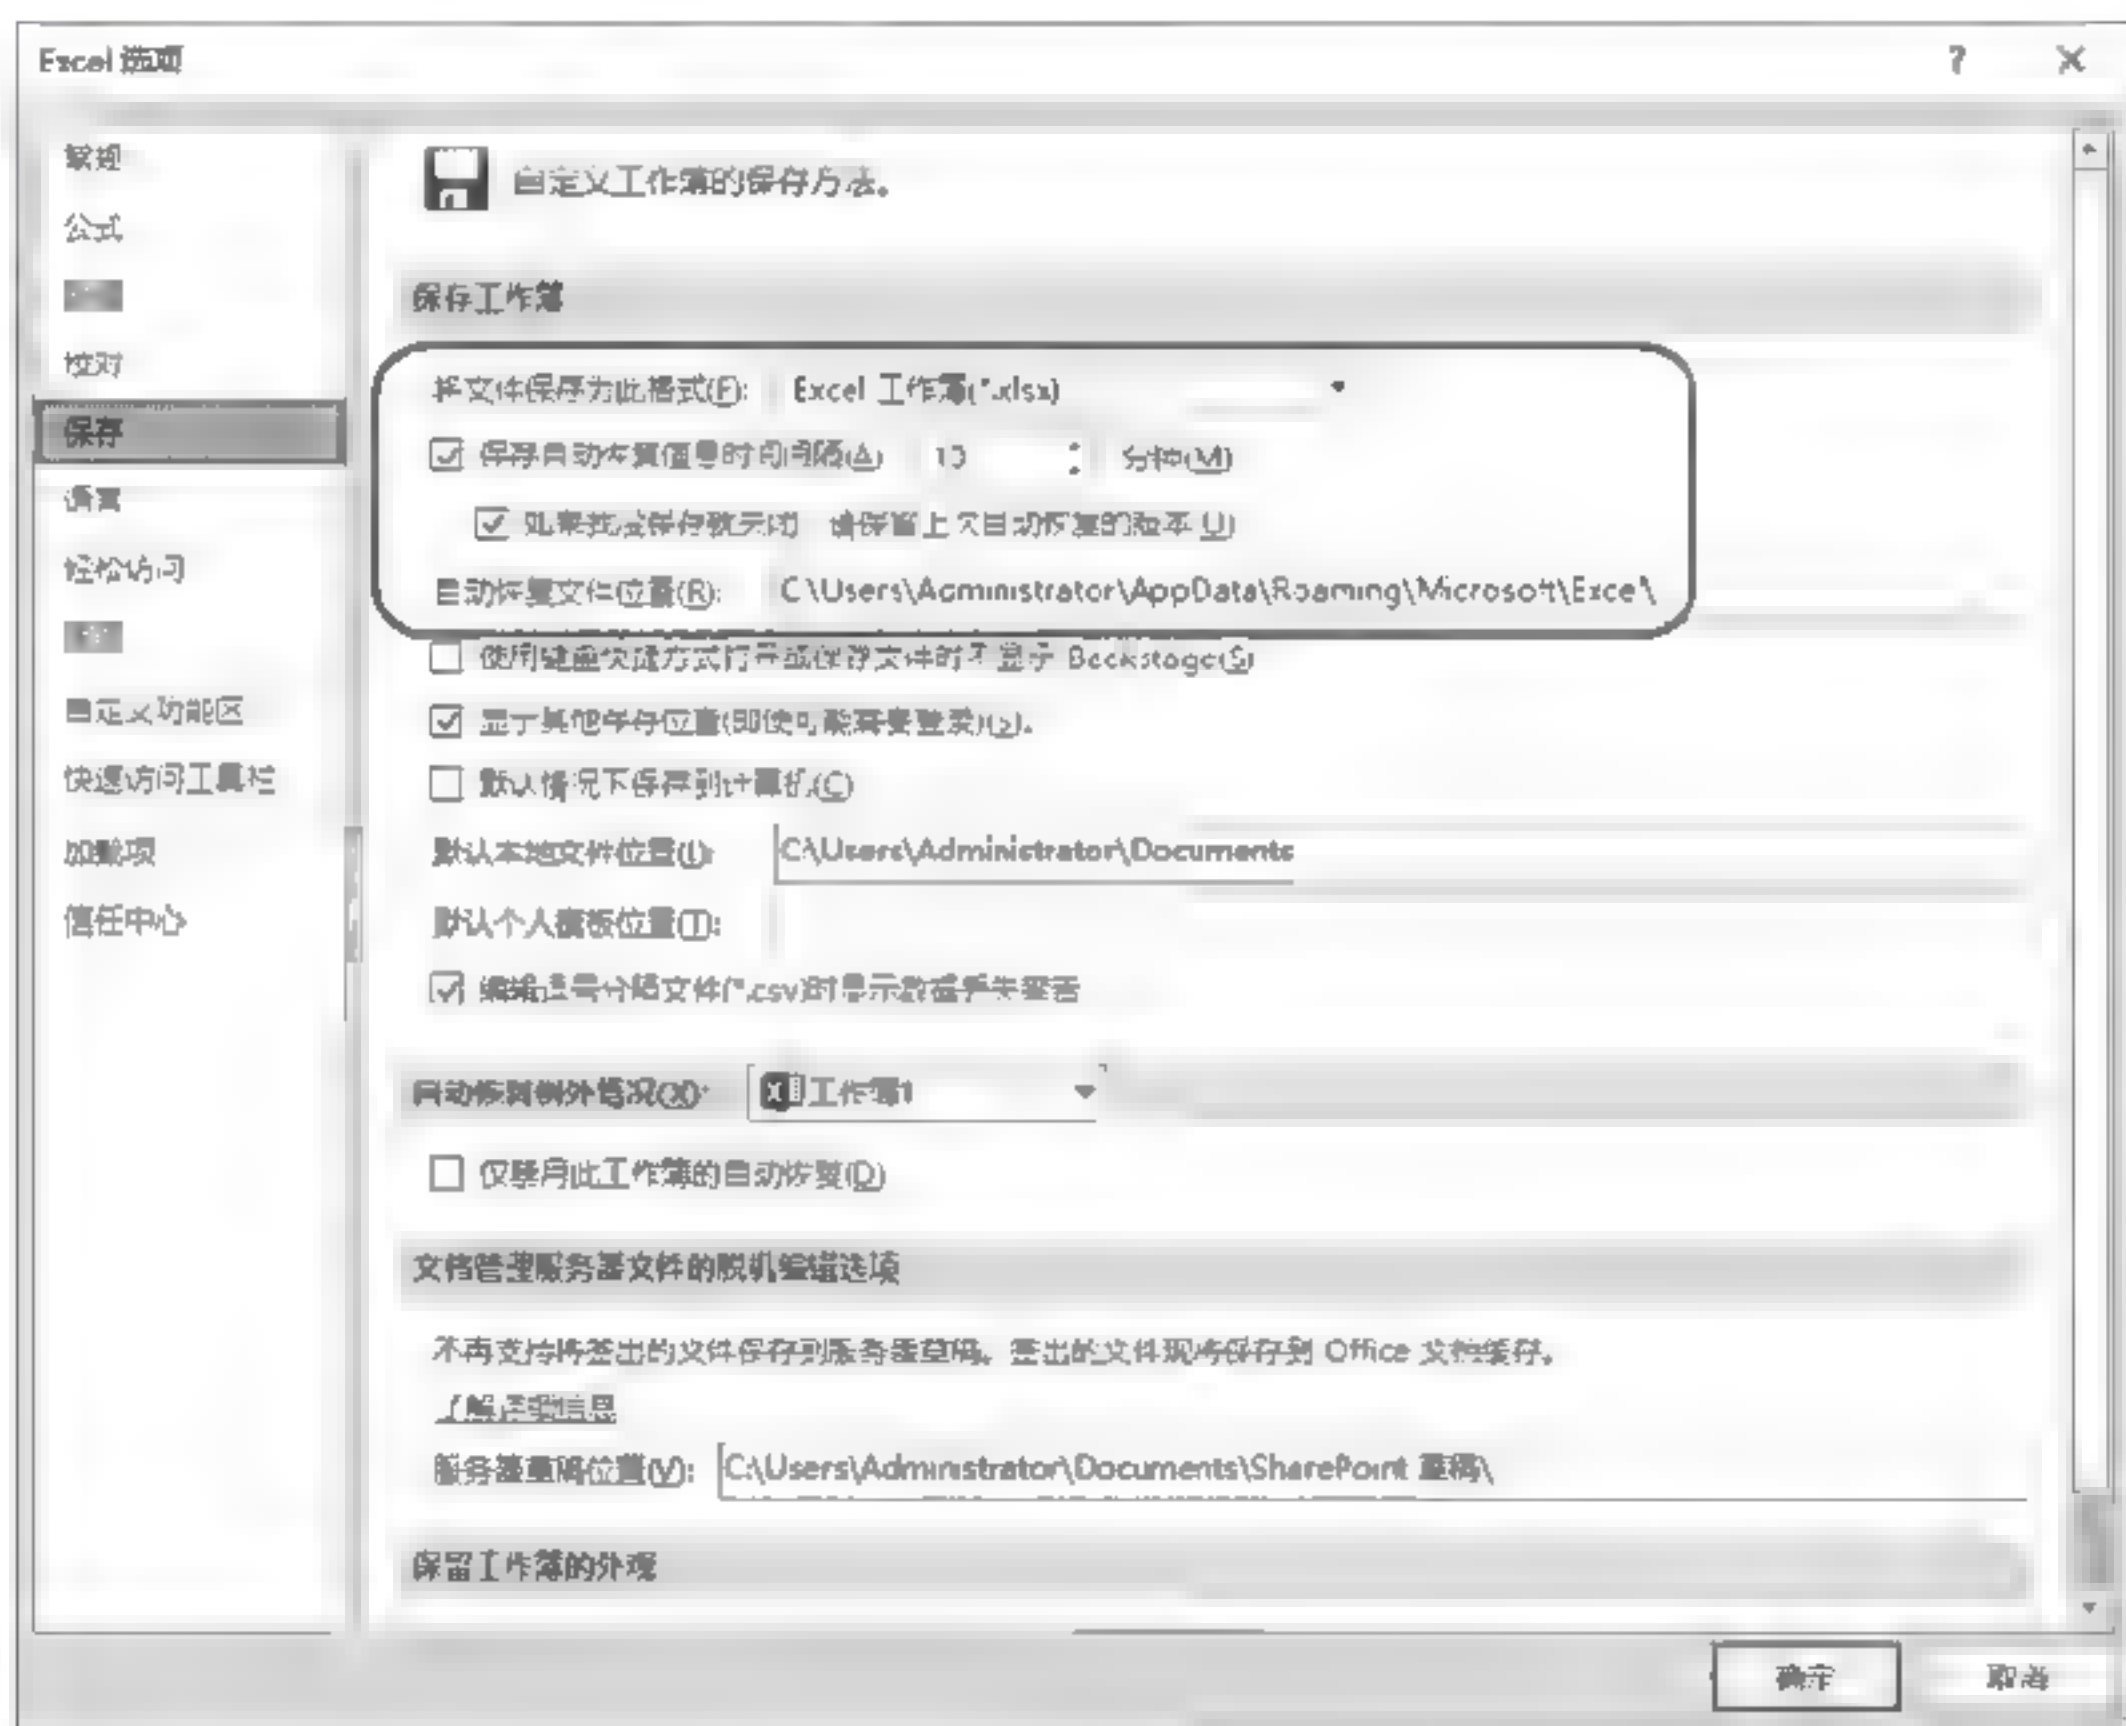 Excel 选项
常规
公式
校对
保存
语言
轻松访问
自定义功能区
快速访问工具栏
加载项
信任中心
自定义工作簿的保存方法。
保存工作簿
将文件保存为此格式(F): Excel 工作簿(*.xlsx)
保存自动恢复信息时间间隔(A) 10 分钟(M)
如果我没保存就关闭,请保留上次自动恢复的版本(U)
自动恢复文件位置(R): C:\Users\Administrator\AppData\Roaming\Microsoft\Excel\
使用键盘快捷方式打开或保存文件时不显示 Backstage(S)
显示其他保存位置(即使可能需要登录)(S)。
默认情况下保存到计算机(C)
默认本地文件位置(I): C:\Users\Administrator\Documents
默认个人模板位置(T):
编辑逗号分隔文件(*.csv)时显示数据丢失警告
自动恢复例外情况(X): 工作簿1
仅禁用此工作簿的自动恢复(D)
文档管理服务器文件的脱机编辑选项
不再支持将签出的文件保存到服务器草稿。签出的文件现将保存到 Office 文档缓存。
了解详细信息
服务器草稿位置(V): C:\Users\Administrator\Documents\SharePoint 草稿\
保留工作簿的外观
确定 取消